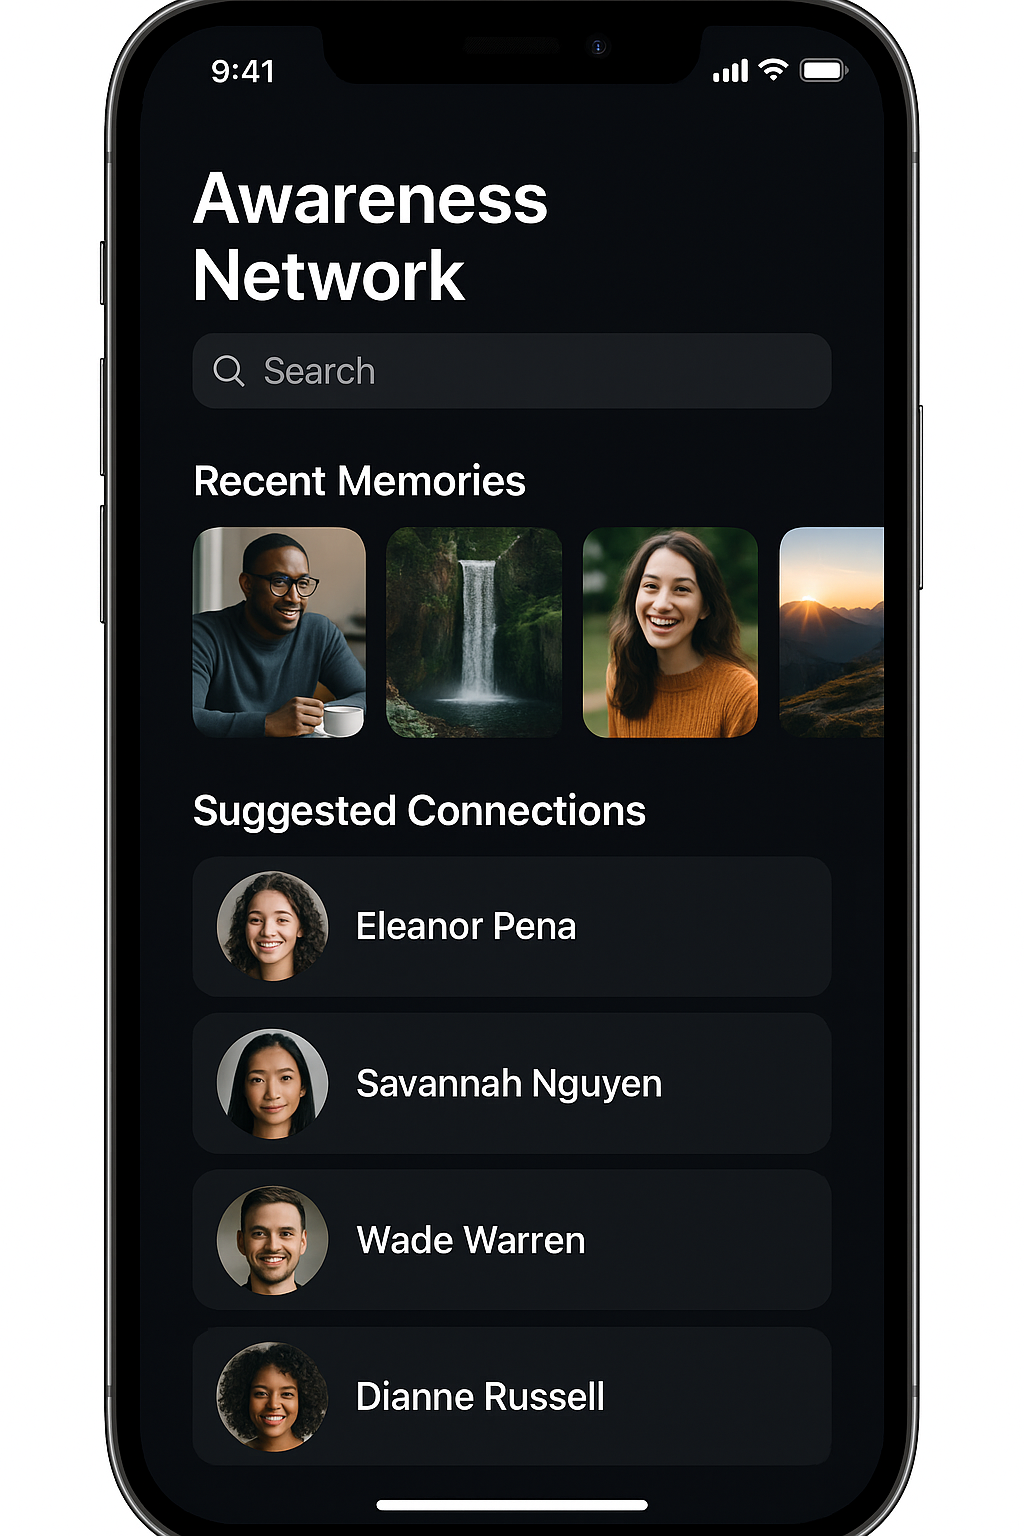 9:41
Awareness
Network
Search
Recent Memories
Suggested Connections
Eleanor Pena
Savannah Nguyen
Wade Warren
Dianne Russell